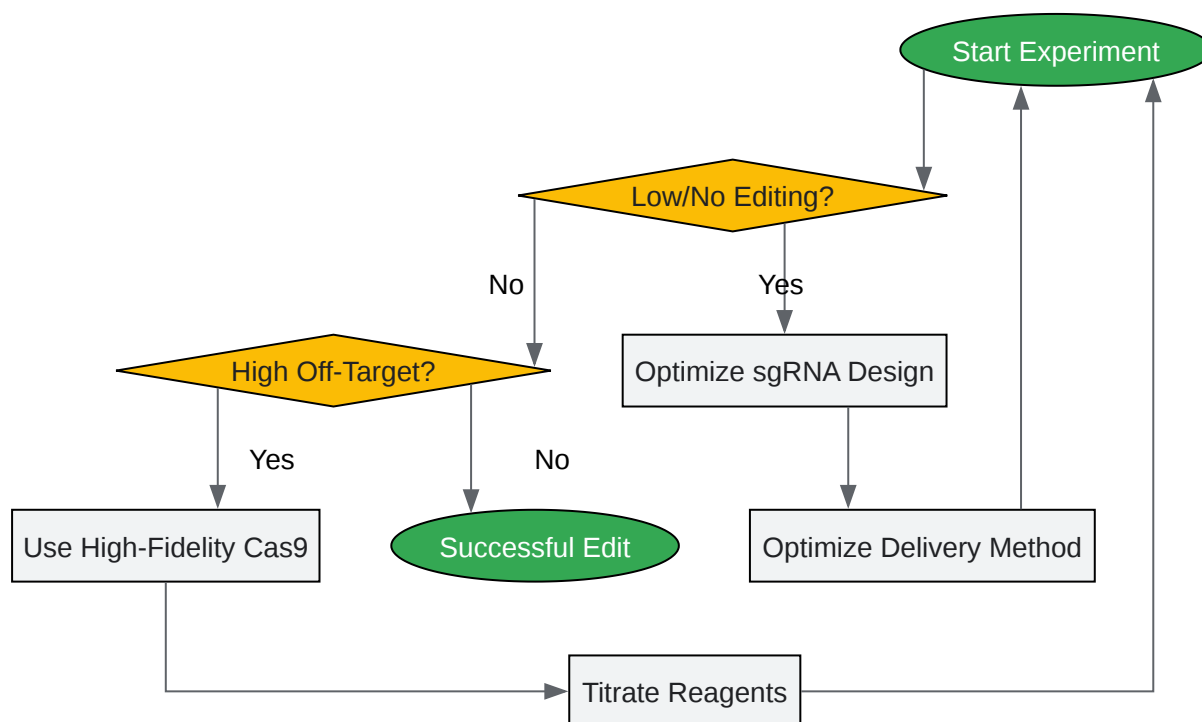 Start Experiment
Low/No Editing?
No
Yes
High Off-Target?
Optimize sgRNA Design
Yes
No
Use High-Fidelity Cas9
Successful Edit
Optimize Delivery Method
Titrate Reagents